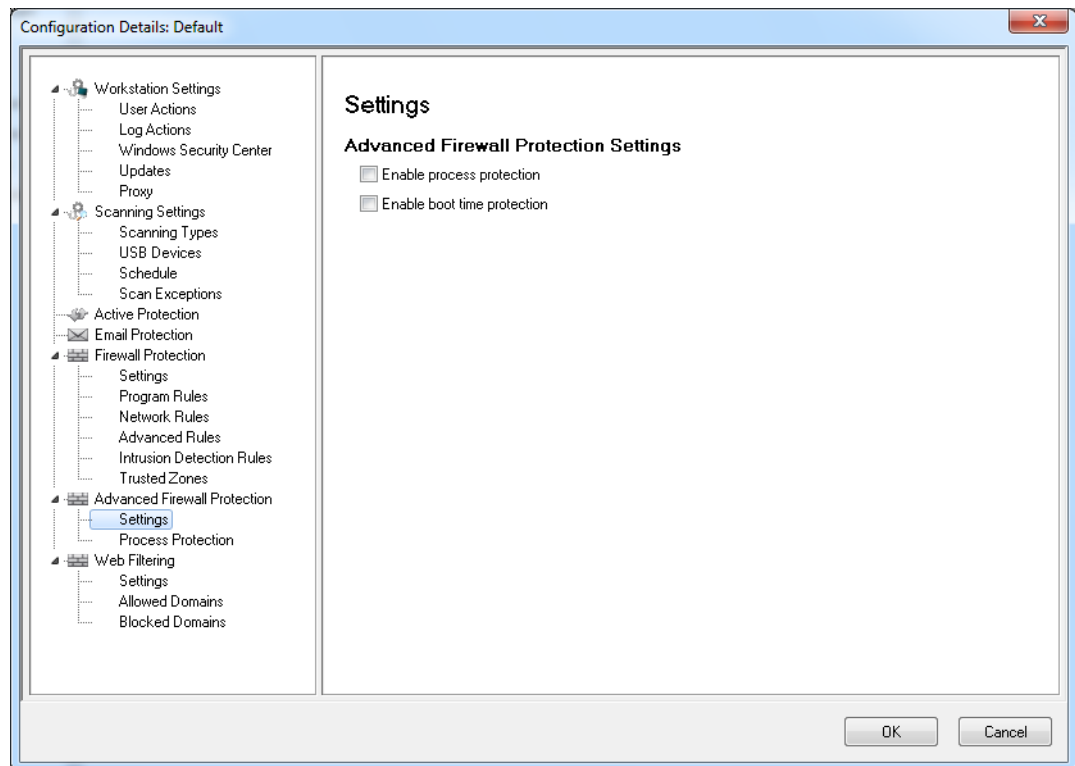 Configuration Details: Default
Workstation Settings
User Actions
Log Actions
Windows Security Center
Updates
Proxy
Scanning Settings
Scanning Types
USB Devices
Schedule
Scan Exceptions
Active Protection
Email Protection
Firewall Protection
Settings
Program Rules
Network Rules
Advanced Rules
Intrusion Detection Rules
Trusted Zones
Advanced Firewall Protection
Settings
Process Protection
Web Filtering
Settings
Allowed Domains
Blocked Domains
Settings
Advanced Firewall Protection Settings
Enable process protection
Enable boot time protection
OK
Cancel